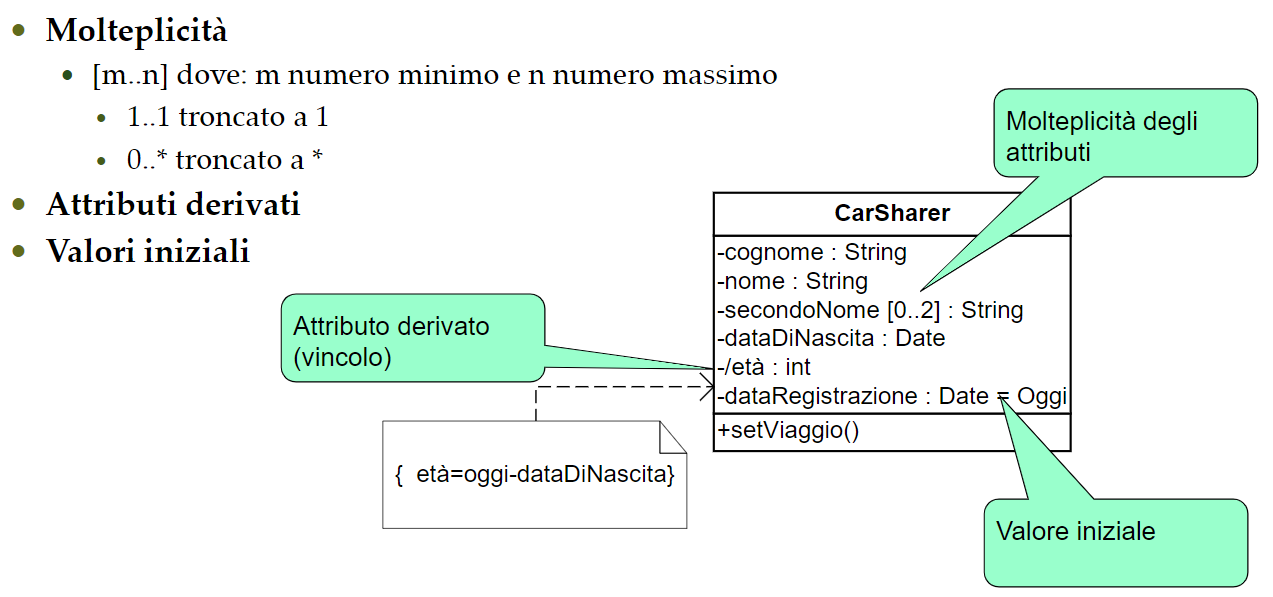 Molteplicità
[m..n] dove: m numero minimo e n numero massimo
1..1 troncato a 1
0..* troncato a *
Attributi derivati
Valori iniziali
Molteplicità degli
attributi
CarSharer
-cognome : String
-nome : String
-secondoNome [0..2] : String
-dataDiNascita : Date
-/età : int
-dataRegistrazione : Date = Oggi
+setViaggio()
Attributo derivato
(vincolo)
{ età=oggi-dataDiNascita}
Valore iniziale